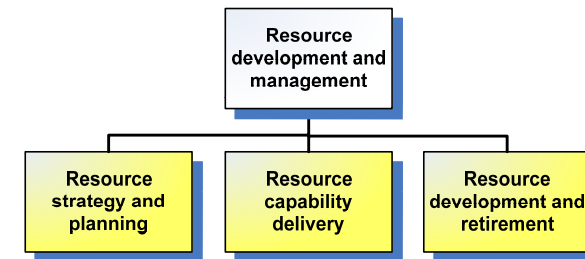 Resource
development and
management
Resource
strategy and
planning
Resource
capability
delivery
Resource
development and
retirement